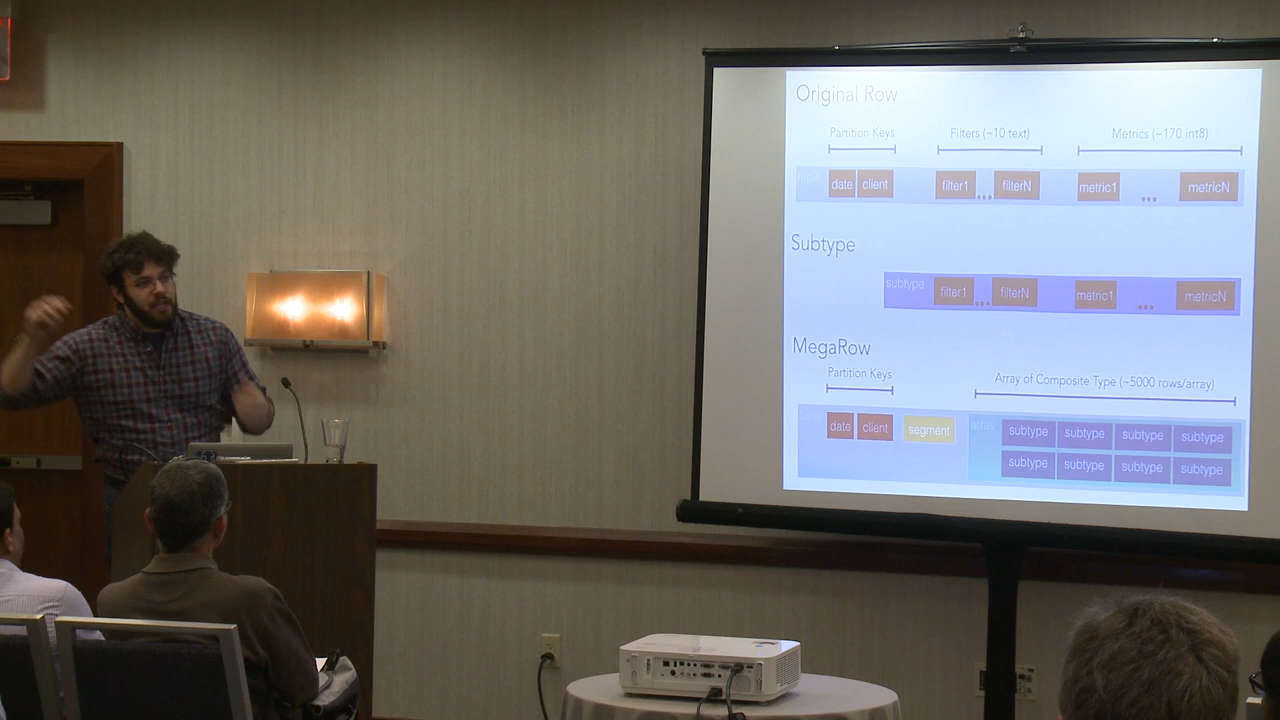 Original Row
Partition Keys Filters (~10 text) Metrics (~170 int8)
date client filter1 ... filterN metric1 ... metricN
Subtype
subtype filter1 ... filterN metric1 ... metricN
MegaRow
Partition Keys Array of Composite Type (~5000 rows/array)
date client segment array subtype subtype subtype subtype
subtype subtype subtype subtype